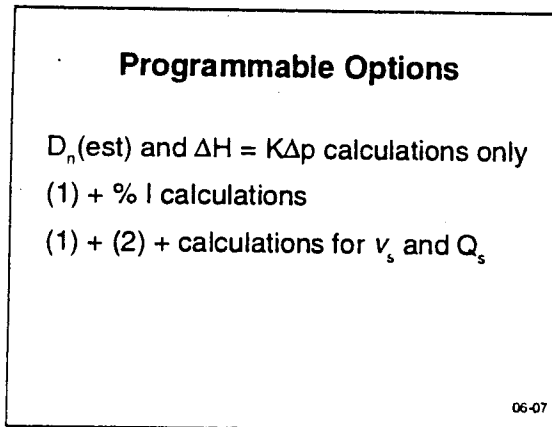 Programmable Options
Dₙ(est) and ΔH = KΔp calculations only
(1) + % I calculations
(1) + (2) + calculations for vₛ and Qₛ
06-07